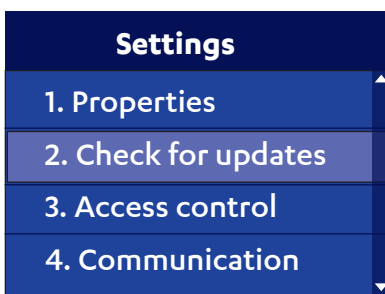 Settings
1. Properties
2. Check for updates
3. Access control
4. Communication